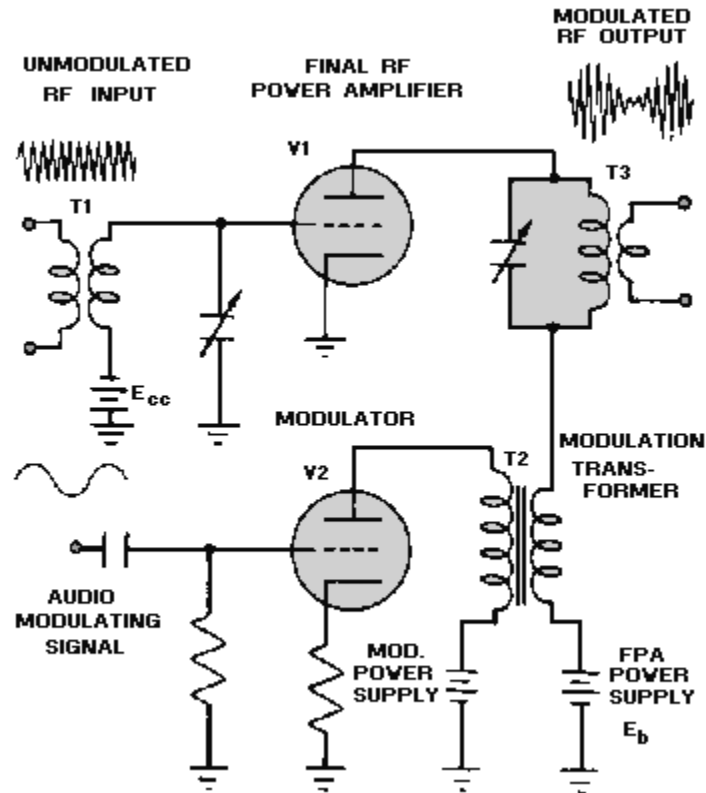 MODULATED
RF OUTPUT
UNMODULATED
RF INPUT
FINAL RF
POWER AMPLIFIER
V1
T3
T1
Ecc
MODULATOR
V2
T2
MODULATION
TRANS-
FORMER
AUDIO
MODULATING
SIGNAL
MOD.
POWER
SUPPLY
FPA
POWER
SUPPLY
Eb